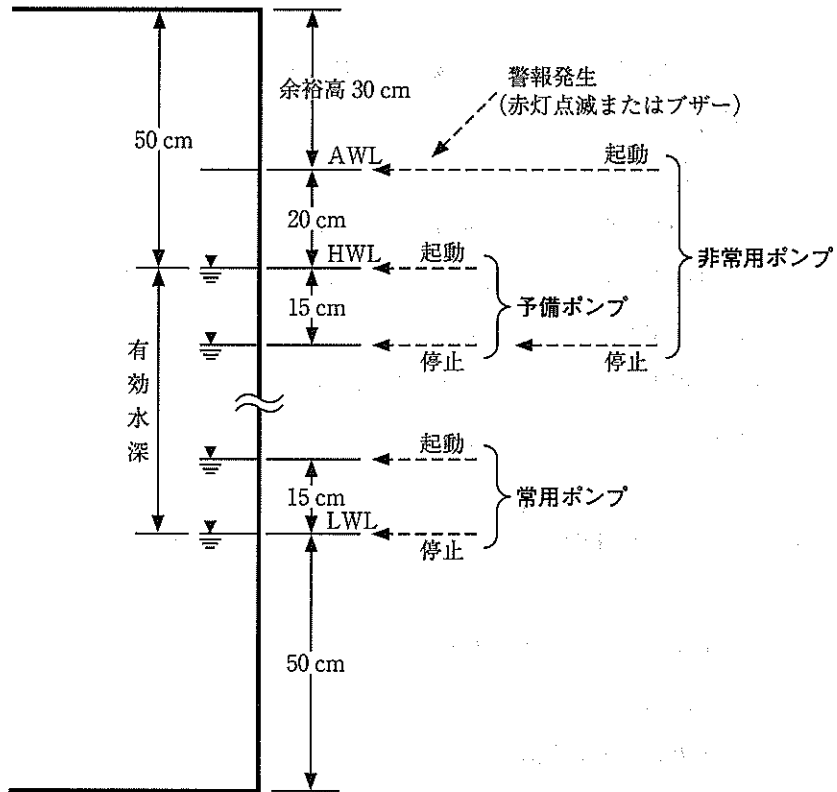 余裕高 30 cm
50 cm
警報発生
(赤灯点滅またはブザー)
AWL
起動
20 cm
HWL
起動
非常用ポンプ
15 cm
予備ポンプ
停止
停止
有効水深
起動
15 cm
常用ポンプ
LWL
停止
50 cm